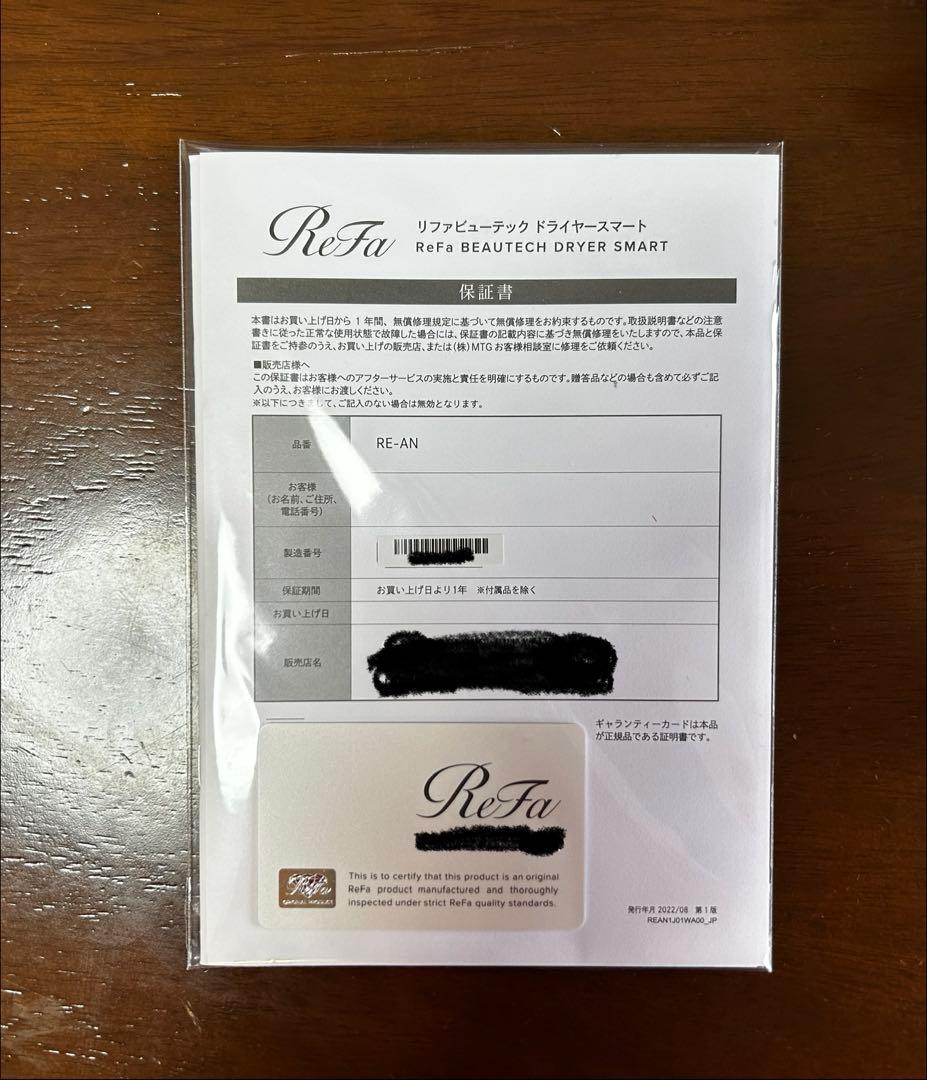 ReFa
リファビューテック ドライヤースマート
ReFa BEAUTECH DRYER SMART
保証書
本書はお買い上げ日から 1 年間、無償修理規定に基づいて無償修理をお約束するものです。取扱説明書などの注意
書きに従った正常な使用状態で故障した場合には、保証書の記載内容に基づき無償修理をいたしますので、本品と保
証書をご持参のうえ、お買い上げの販売店、または(株)MTG お客様相談室に修理をご依頼ください。
■販売店様へ
この保証書はお客様へのアフターサービスの実施と責任を明確にするものです。贈答品などの場合も含めて必ずご記
入のうえ、お客様にお渡しください。
※以下につきまして、ご記入のない場合は無効となります。
品番 RE-AN
お客様
(お名前、ご住所、
電話番号)
製造番号
保証期間 お買い上げ日より1年 ※付属品を除く
お買い上げ日
販売店名
ギャランティーカードは本品
が正規品である証明書です。
ReFa
This is to certify that this product is an original
ReFa product manufactured and thoroughly
inspected under strict ReFa quality standards.
ReFa
ORIGINAL PRODUCT
発行年月 2022/08 第1版
REAN1J01WA00_JP